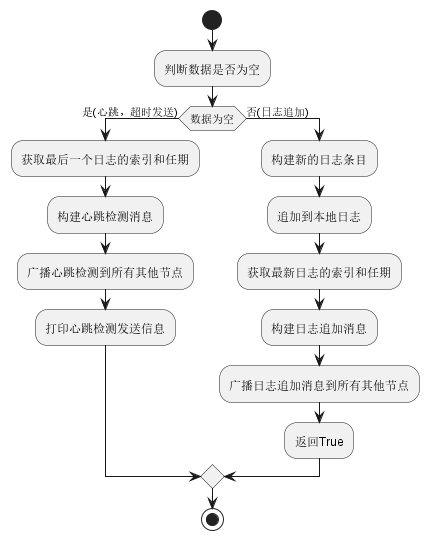 判断数据是否为空
数据为空
是(心跳，超时发送)
获取最后一个日志的索引和任期
构建心跳检测消息
广播心跳检测到所有其他节点
打印心跳检测发送信息
否(日志追加)
构建新的日志条目
追加到本地日志
获取最新日志的索引和任期
构建日志追加消息
广播日志追加消息到所有其他节点
返回True